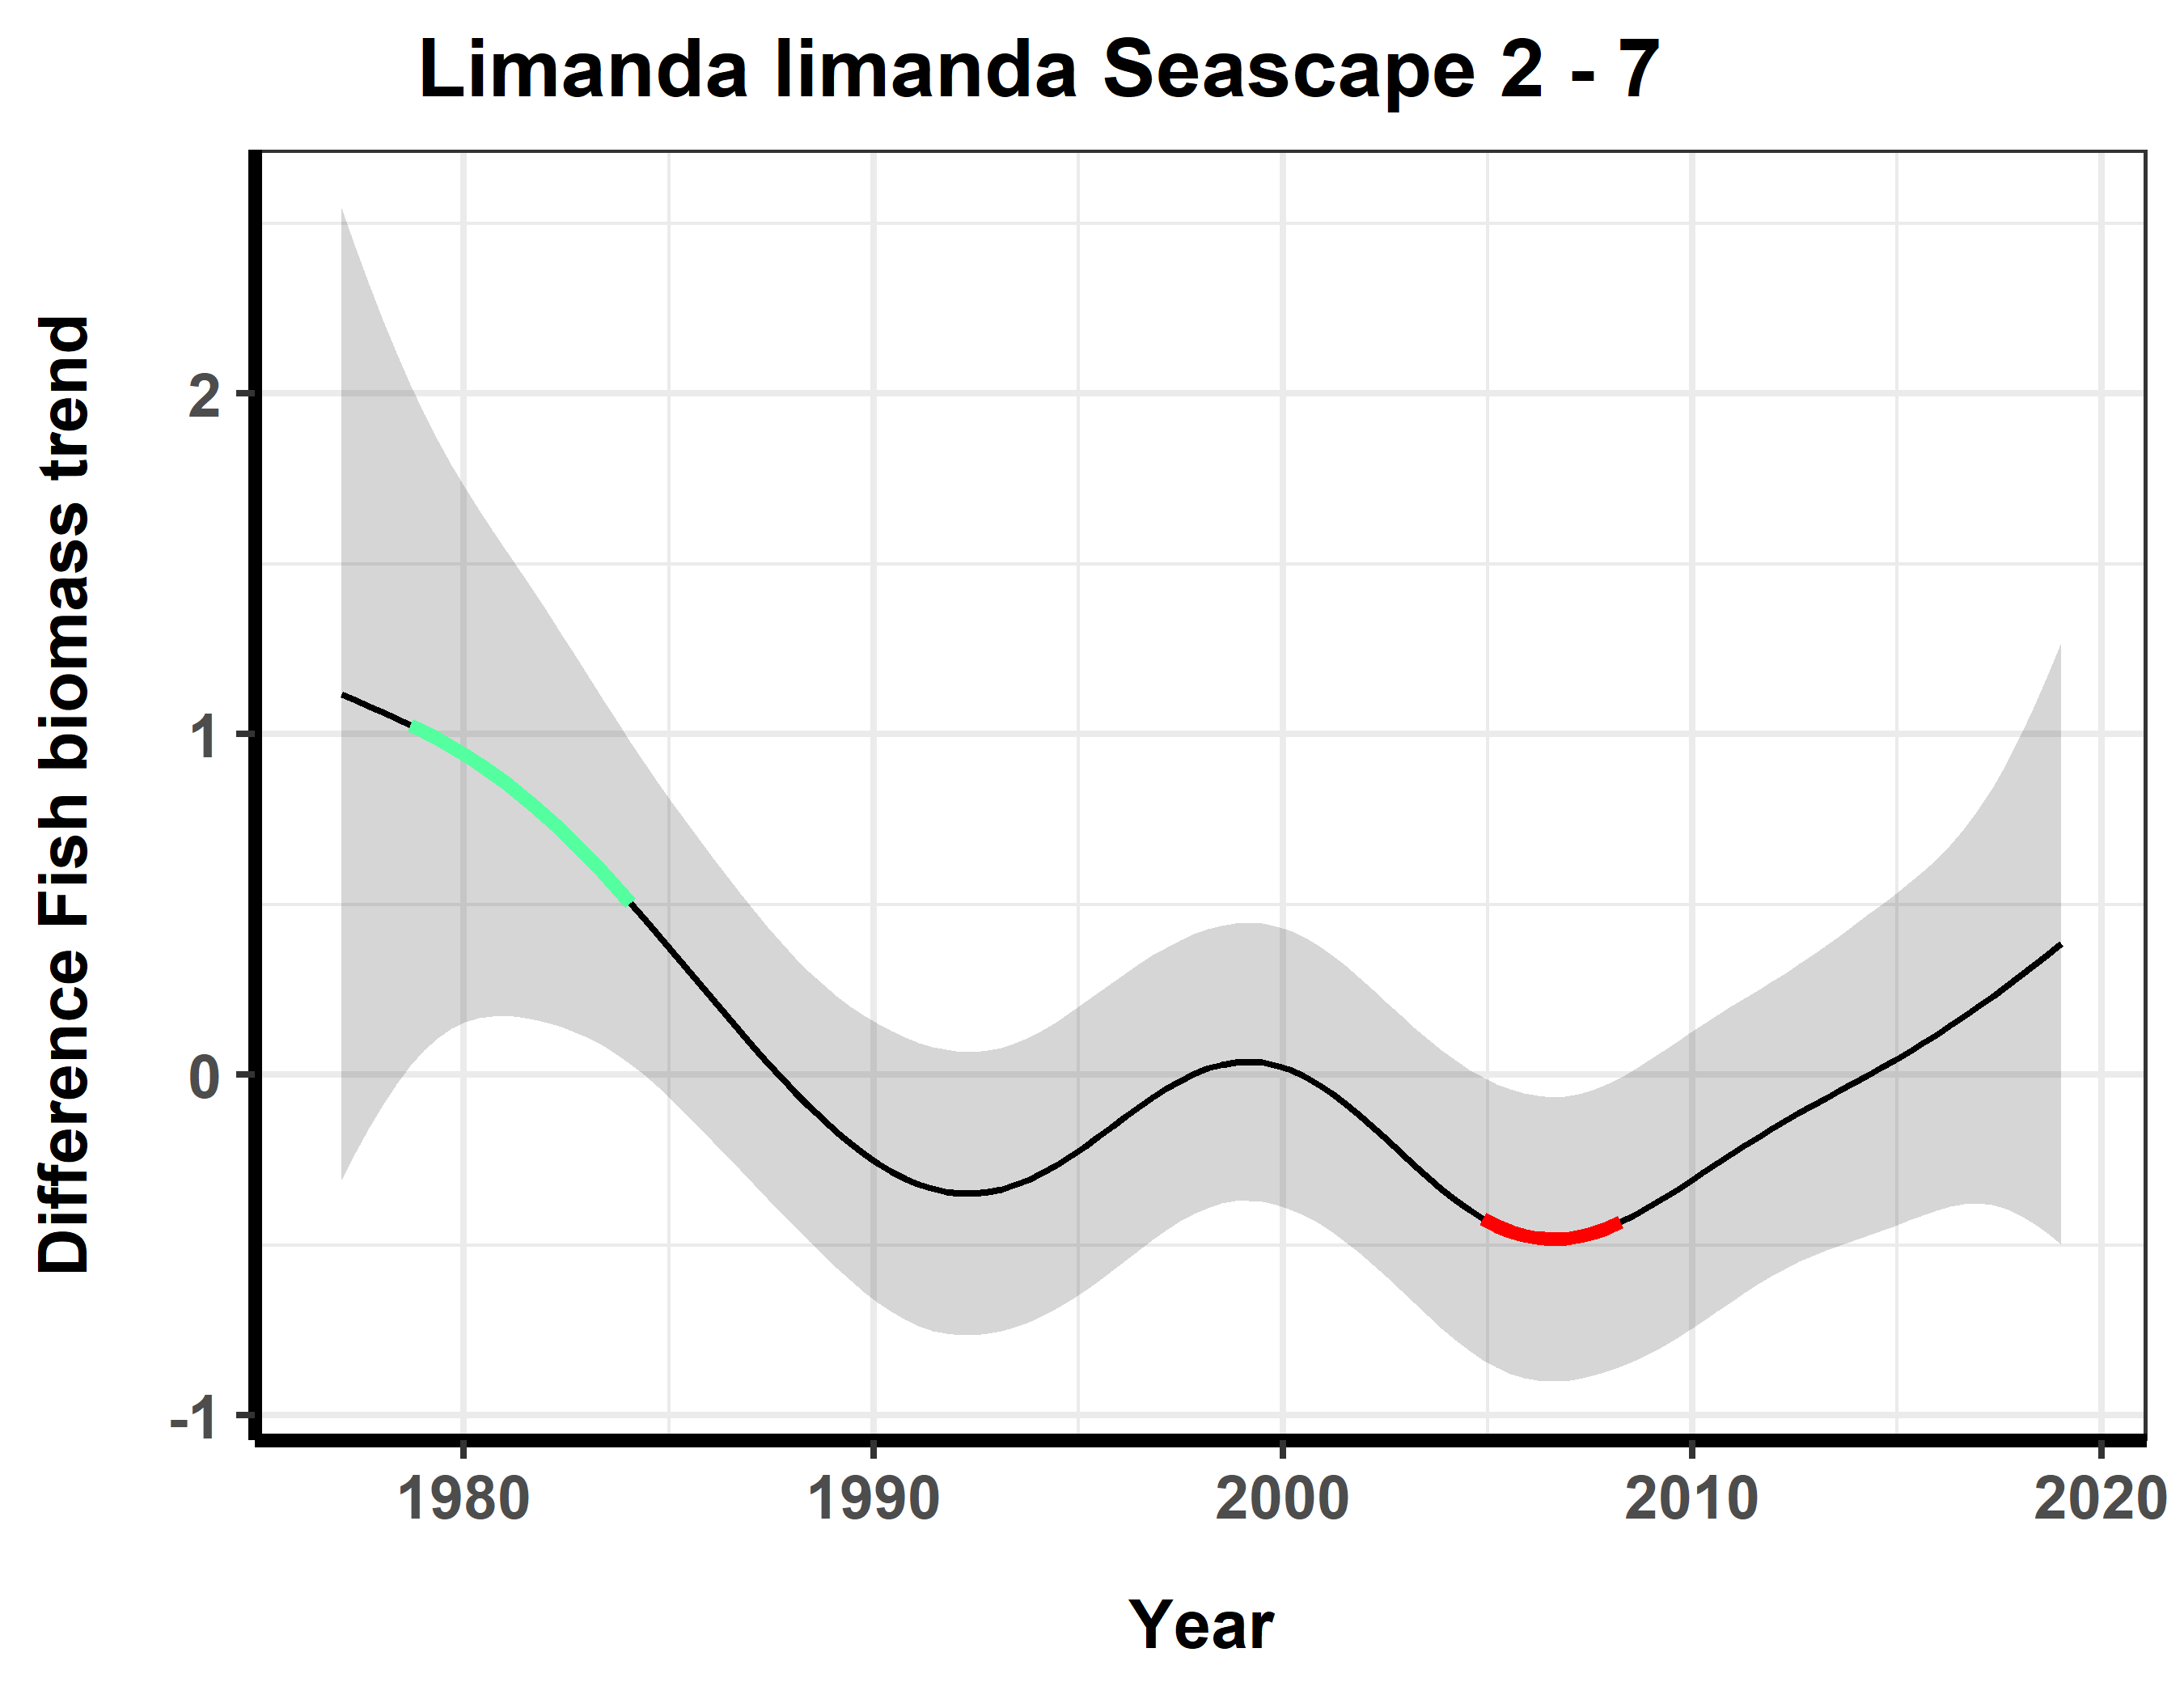 Limanda limanda Seascape 2 - 7
Difference Fish biomass trend
2
1
0
-1
1980 1990 2000 2010 2020
Year